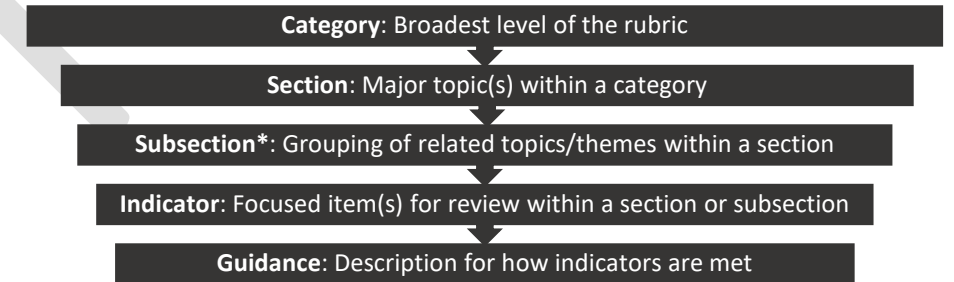 Category: Broadest level of the rubric
Section: Major topic(s) within a category
Subsection*: Grouping of related topics/themes within a section
Indicator: Focused item(s) for review within a section or subsection
Guidance: Description for how indicators are met